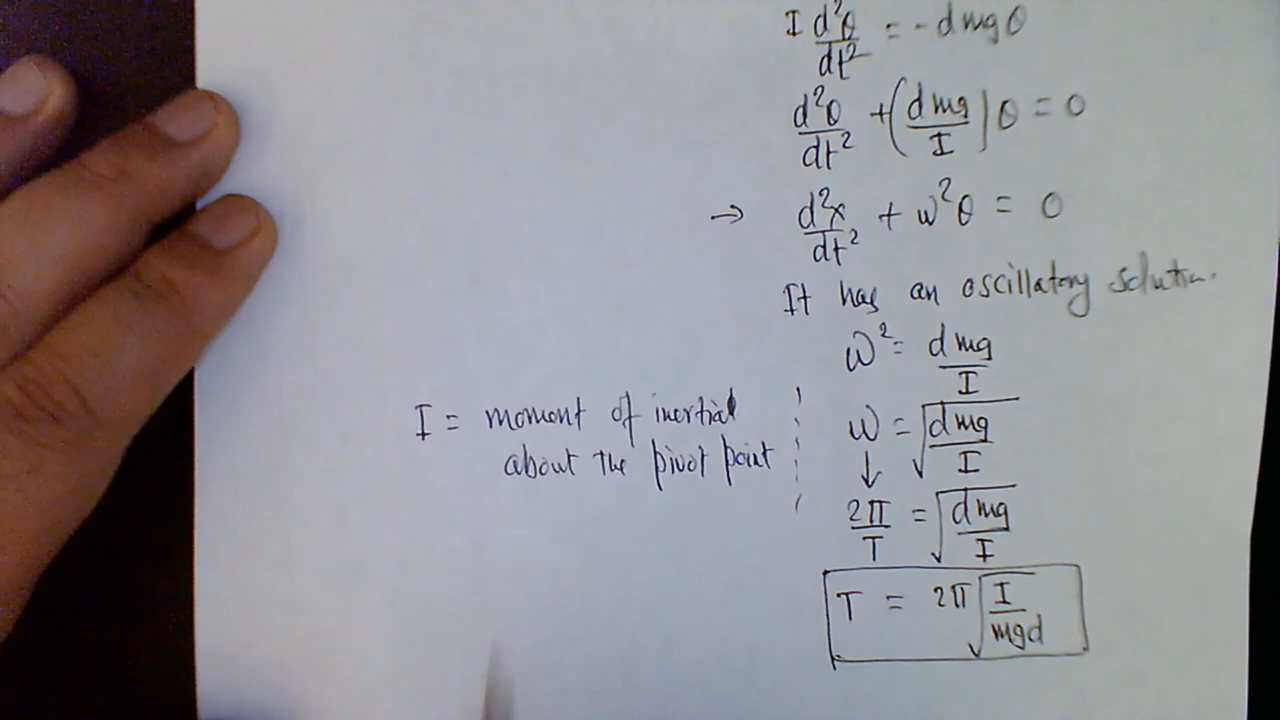 I d²θ/dt² = -dmgθ
d²θ/dt² + (dmg/I)θ = 0
→ d²x/dt² + ω²θ = 0
It has an oscillatory solution.
ω² = dmg/I
I = moment of inertial
about the pivot point
ω = √(dmg/I)
↓
2π/T = √(dmg/I)
T = 2π√(I/mgd)